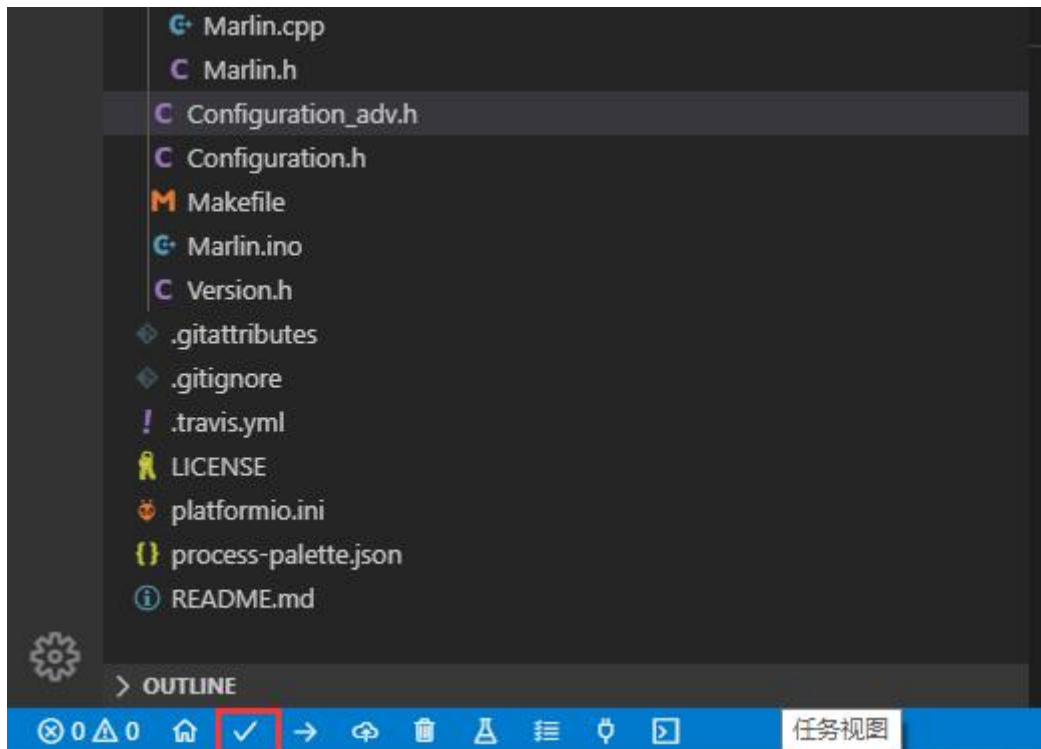 Marlin.cpp
Marlin.h
Configuration_adv.h
Configuration.h
Makefile
Marlin.ino
Version.h
.gitattributes
.gitignore
.travis.yml
LICENSE
platformio.ini
process-palette.json
README.md
OUTLINE
0 0 任务视图